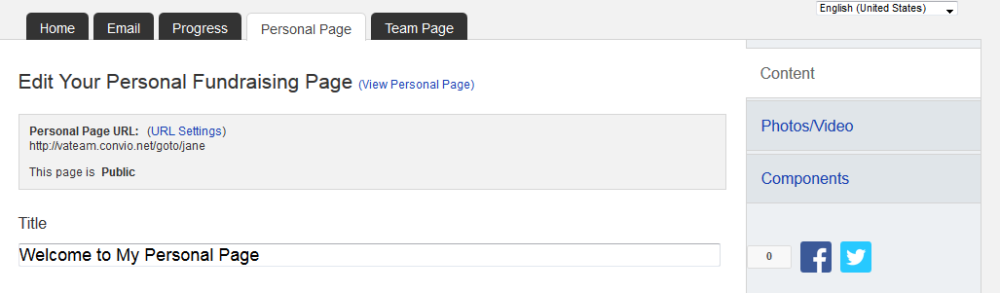 English (United States)
Home Email Progress Personal Page Team Page
Edit Your Personal Fundraising Page (View Personal Page)
Personal Page URL: (URL Settings)
http://vateam.convio.net/goto/jane
This page is Public
Title
Welcome to My Personal Page
Content
Photos/Video
Components
0